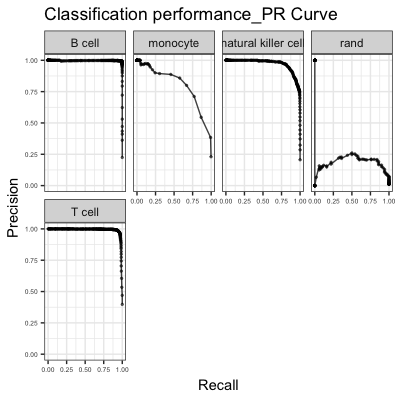 Classification performance_PR Curve
B cell
monocyte
natural killer cell
rand
1.00
0.75
0.50
0.25
0.00
0.00 0.25 0.50 0.75 1.00
0.00 0.25 0.50 0.75 1.00
0.00 0.25 0.50 0.75 1.00
T cell
1.00
0.75
0.50
0.25
0.00
0.00 0.25 0.50 0.75 1.00
Precision
Recall